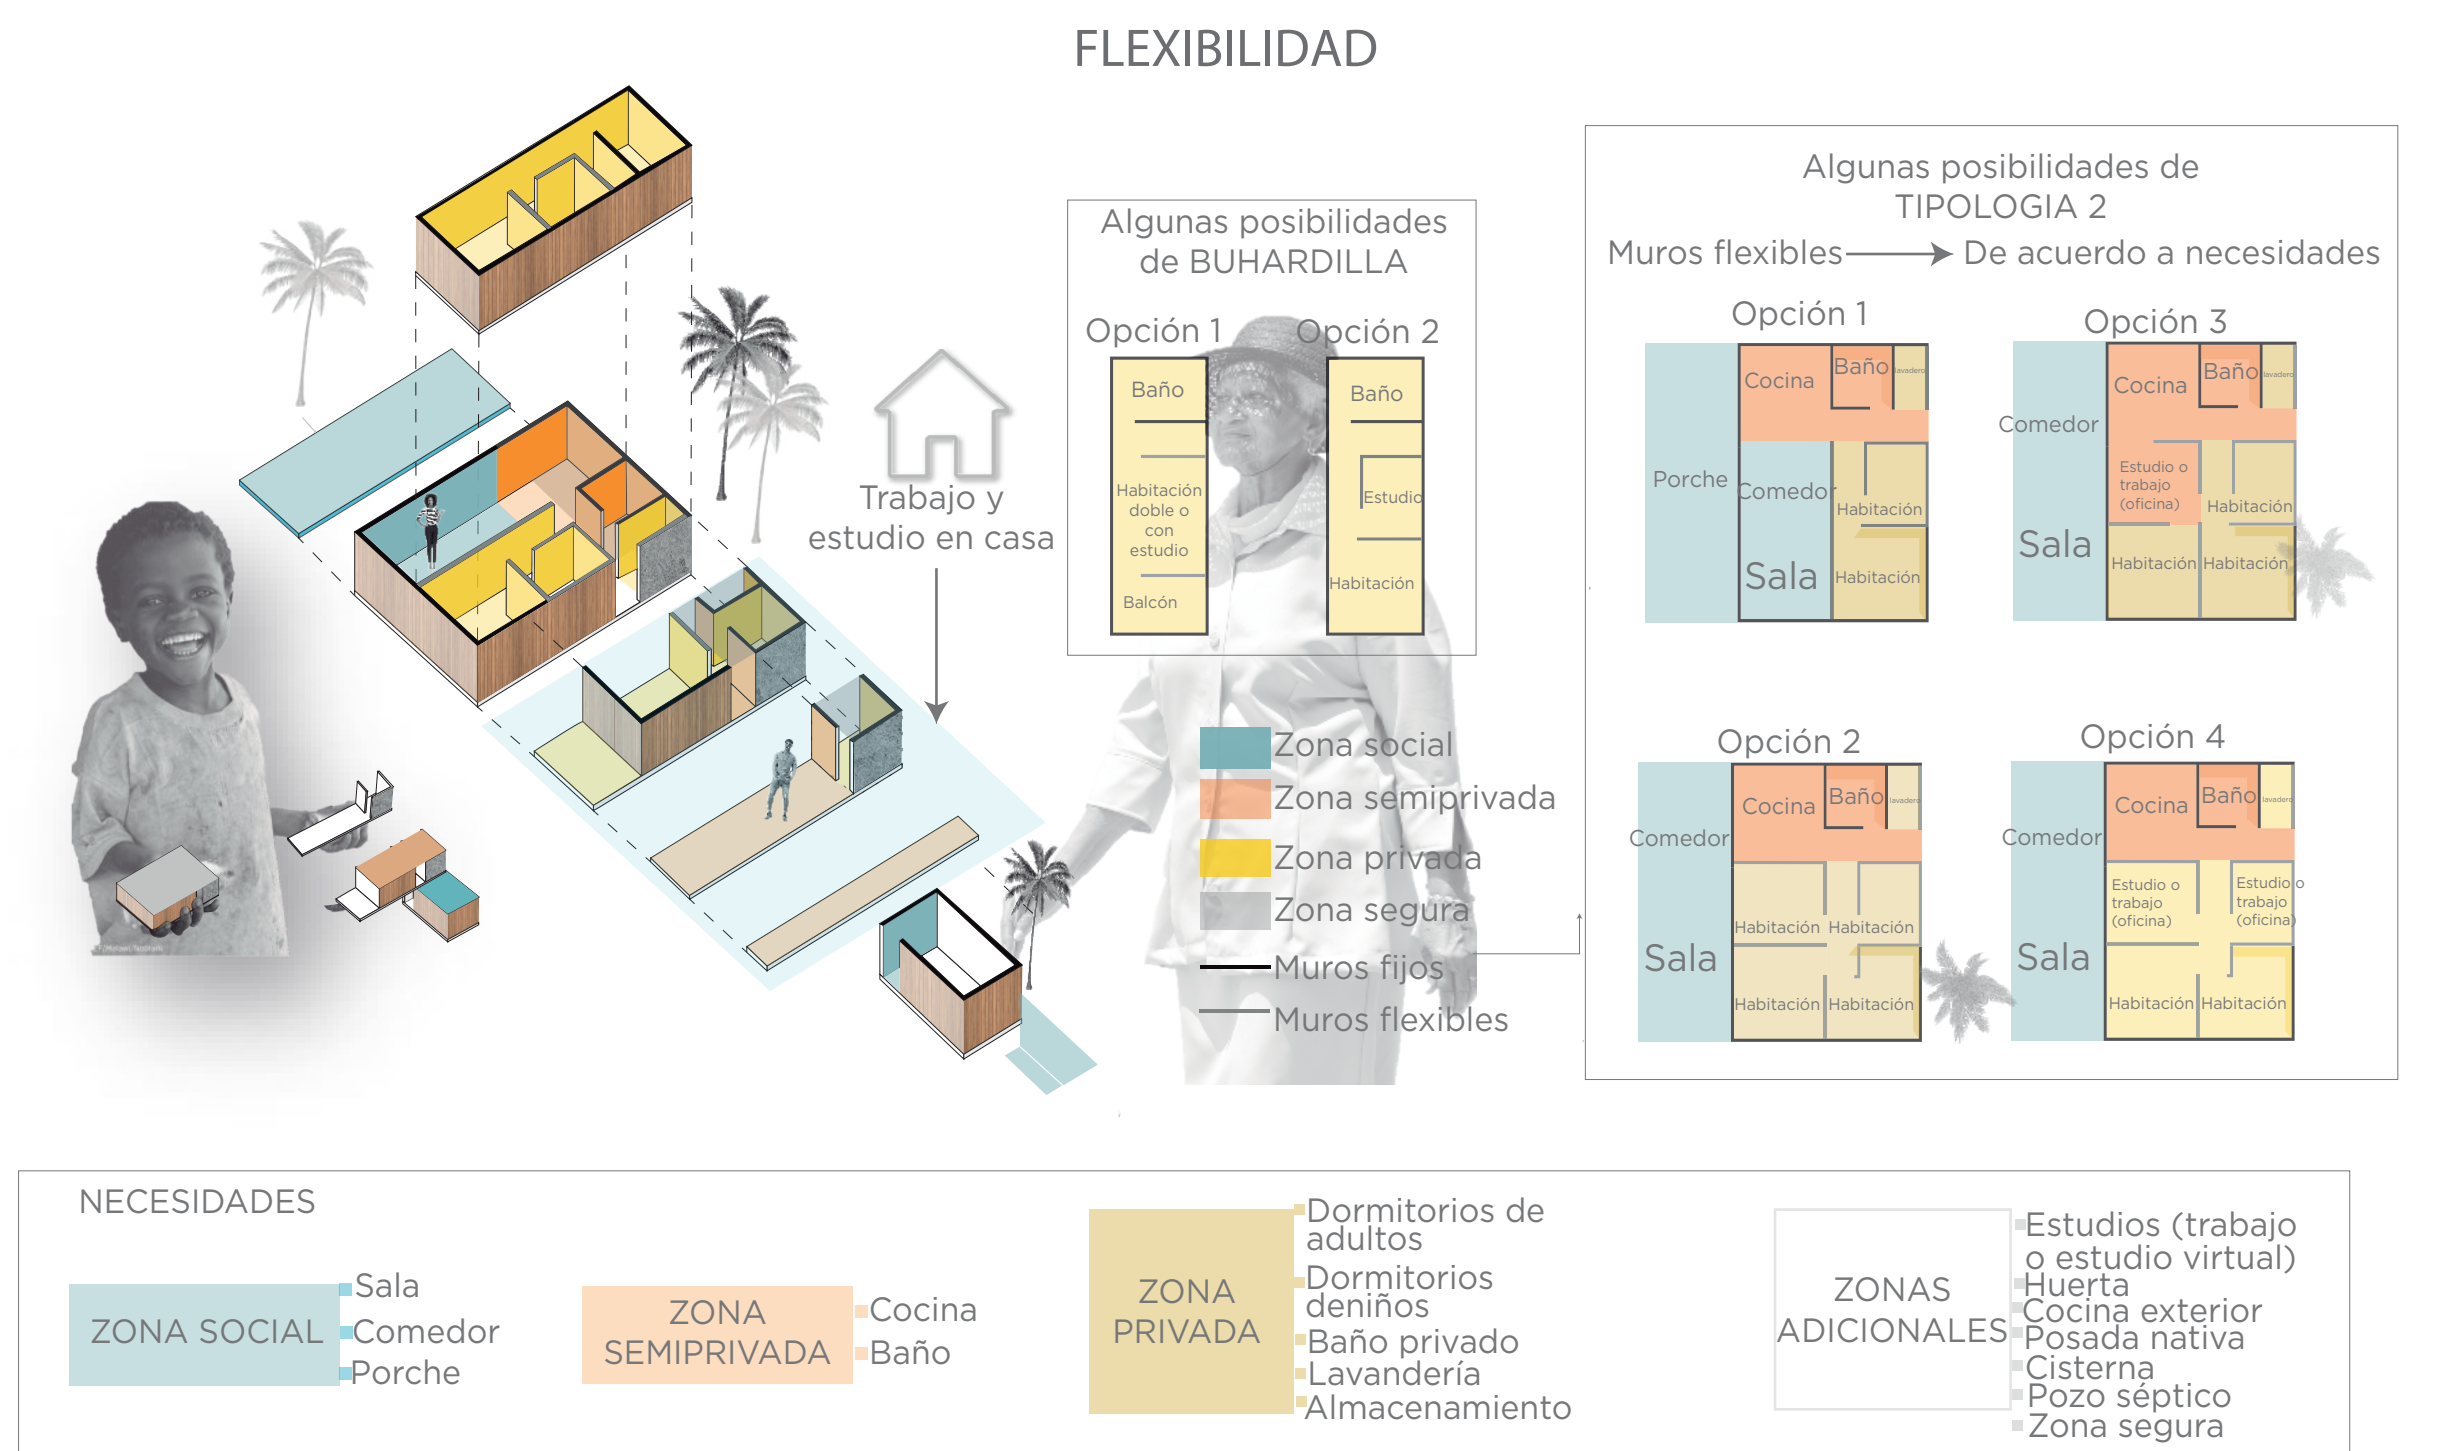 FLEXIBILIDAD
Trabajo y
estudio en casa
Algunas posibilidades
de BUHARDILLA
Opción 1
Baño
Habitación
doble o
con
estudio
Balcón
Opción 2
Baño
Estudio
Habitación
Zona social
Zona semiprivada
Zona privada
Zona segura
Muros fijos
Muros flexibles
Algunas posibilidades de
TIPOLOGIA 2
Muros flexibles
De acuerdo a necesidades
Opción 1
Porche
Cocina
Baño
lavadero
Comedor
Habitación
Sala
Habitación
Opción 3
Comedor
Cocina
Baño
lavadero
Estudio o
trabajo
(oficina)
Habitación
Sala
Habitación
Habitación
Opción 2
Comedor
Cocina
Baño
lavadero
Habitación
Habitación
Sala
Habitación
Habitación
Opción 4
Comedor
Cocina
Baño
lavadero
Estudio o
trabajo
(oficina)
Estudio o
trabajo
(oficina)
Sala
Habitación
Habitación
NECESIDADES
ZONA SOCIAL
Sala
Comedor
Porche
ZONA
SEMIPRIVADA
Cocina
Baño
ZONA
PRIVADA
Dormitorios de
adultos
Dormitorios
deniños
Baño privado
Lavandería
Almacenamiento
ZONAS
ADICIONALES
Estudios (trabajo
o estudio virtual)
Huerta
Cocina exterior
Posada nativa
Cisterna
Pozo séptico
Zona segura